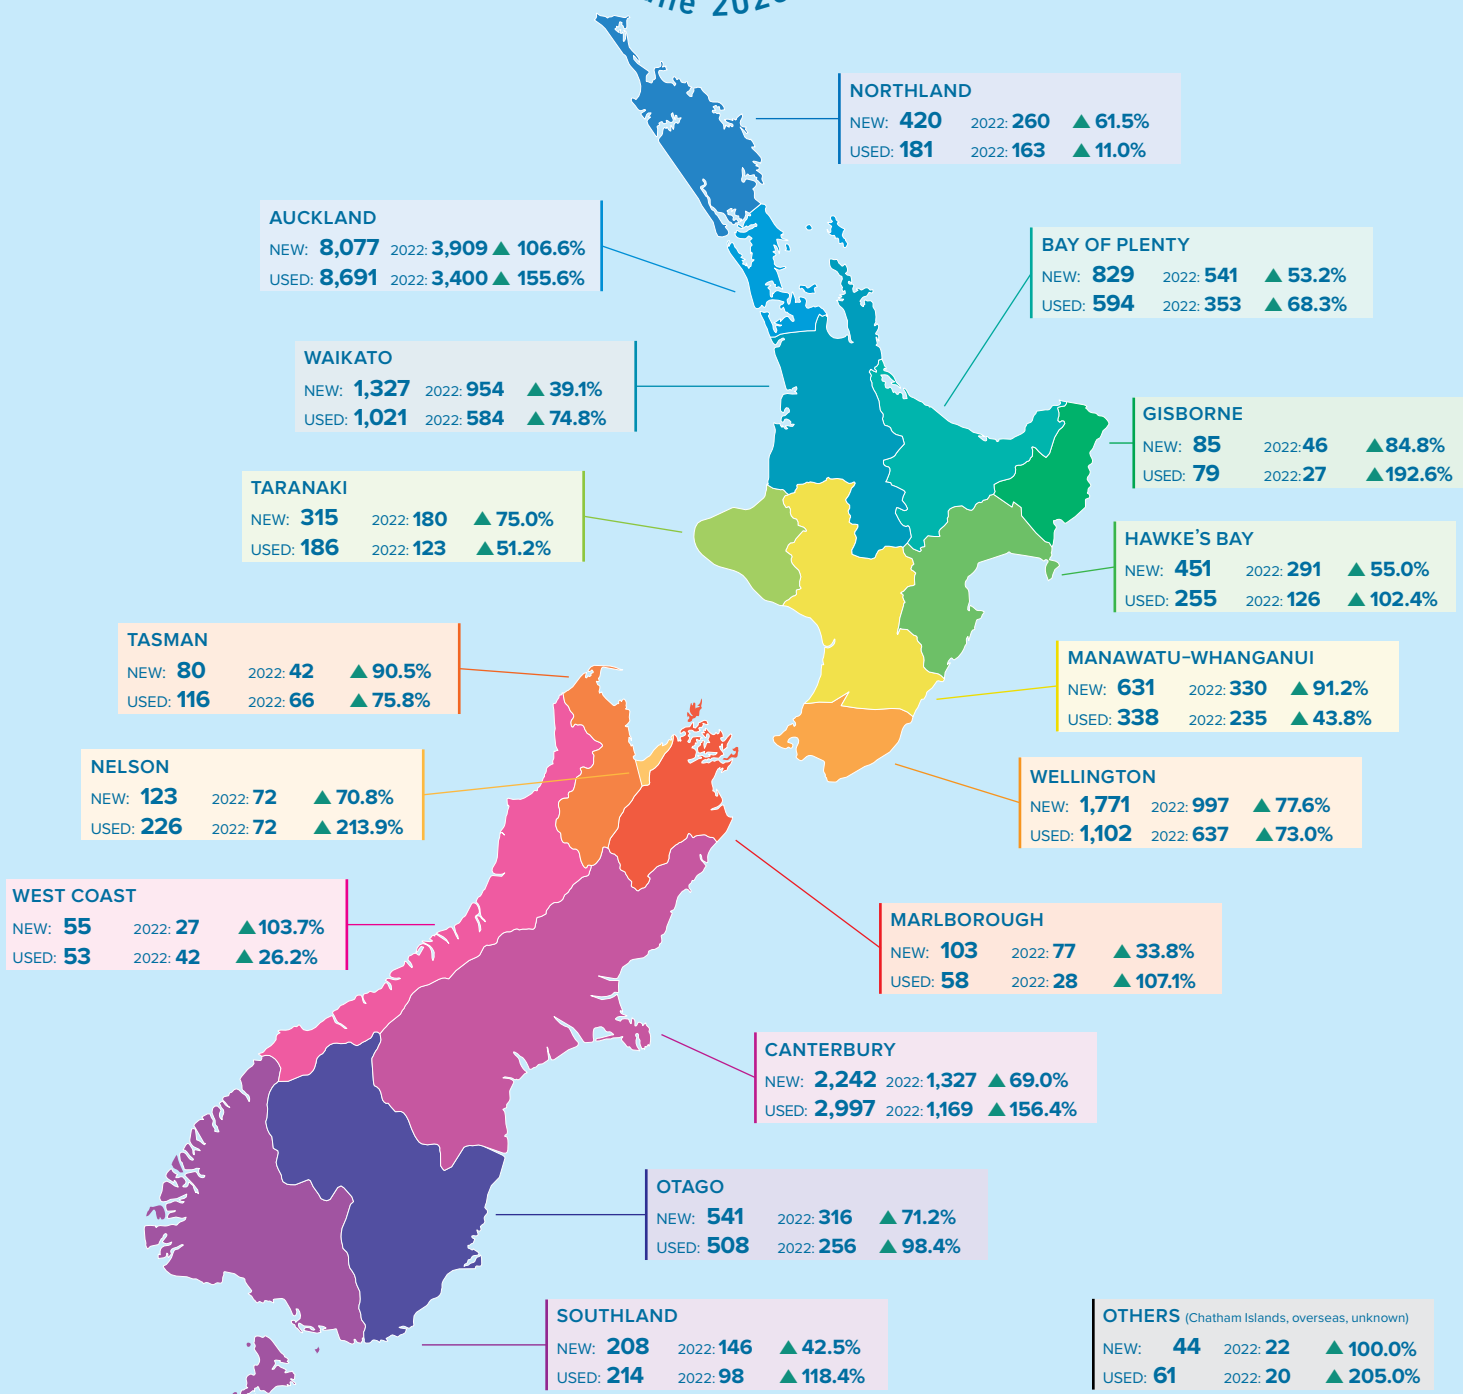 NORTHLAND
NEW: 420 2022: 260 ▲ 61.5%
USED: 181 2022: 163 ▲ 11.0%
AUCKLAND
NEW: 8,077 2022: 3,909 ▲ 106.6%
USED: 8,691 2022: 3,400 ▲ 155.6%
BAY OF PLENTY
NEW: 829 2022: 541 ▲ 53.2%
USED: 594 2022: 353 ▲ 68.3%
WAIKATO
NEW: 1,327 2022: 954 ▲ 39.1%
USED: 1,021 2022: 584 ▲ 74.8%
GISBORNE
NEW: 85 2022: 46 ▲ 84.8%
USED: 79 2022: 27 ▲ 192.6%
TARANAKI
NEW: 315 2022: 180 ▲ 75.0%
USED: 186 2022: 123 ▲ 51.2%
HAWKE'S BAY
NEW: 451 2022: 291 ▲ 55.0%
USED: 255 2022: 126 ▲ 102.4%
TASMAN
NEW: 80 2022: 42 ▲ 90.5%
USED: 116 2022: 66 ▲ 75.8%
MANAWATU-WHANGANUI
NEW: 631 2022: 330 ▲ 91.2%
USED: 338 2022: 235 ▲ 43.8%
NELSON
NEW: 123 2022: 72 ▲ 70.8%
USED: 226 2022: 72 ▲ 213.9%
WELLINGTON
NEW: 1,771 2022: 997 ▲ 77.6%
USED: 1,102 2022: 637 ▲ 73.0%
WEST COAST
NEW: 55 2022: 27 ▲ 103.7%
USED: 53 2022: 42 ▲ 26.2%
MARLBOROUGH
NEW: 103 2022: 77 ▲ 33.8%
USED: 58 2022: 28 ▲ 107.1%
CANTERBURY
NEW: 2,242 2022: 1,327 ▲ 69.0%
USED: 2,997 2022: 1,169 ▲ 156.4%
OTAGO
NEW: 541 2022: 316 ▲ 71.2%
USED: 508 2022: 256 ▲ 98.4%
SOUTHLAND
NEW: 208 2022: 146 ▲ 42.5%
USED: 214 2022: 98 ▲ 118.4%
OTHERS (Chatham Islands, overseas, unknown)
NEW: 44 2022: 22 ▲ 100.0%
USED: 61 2022: 20 ▲ 205.0%